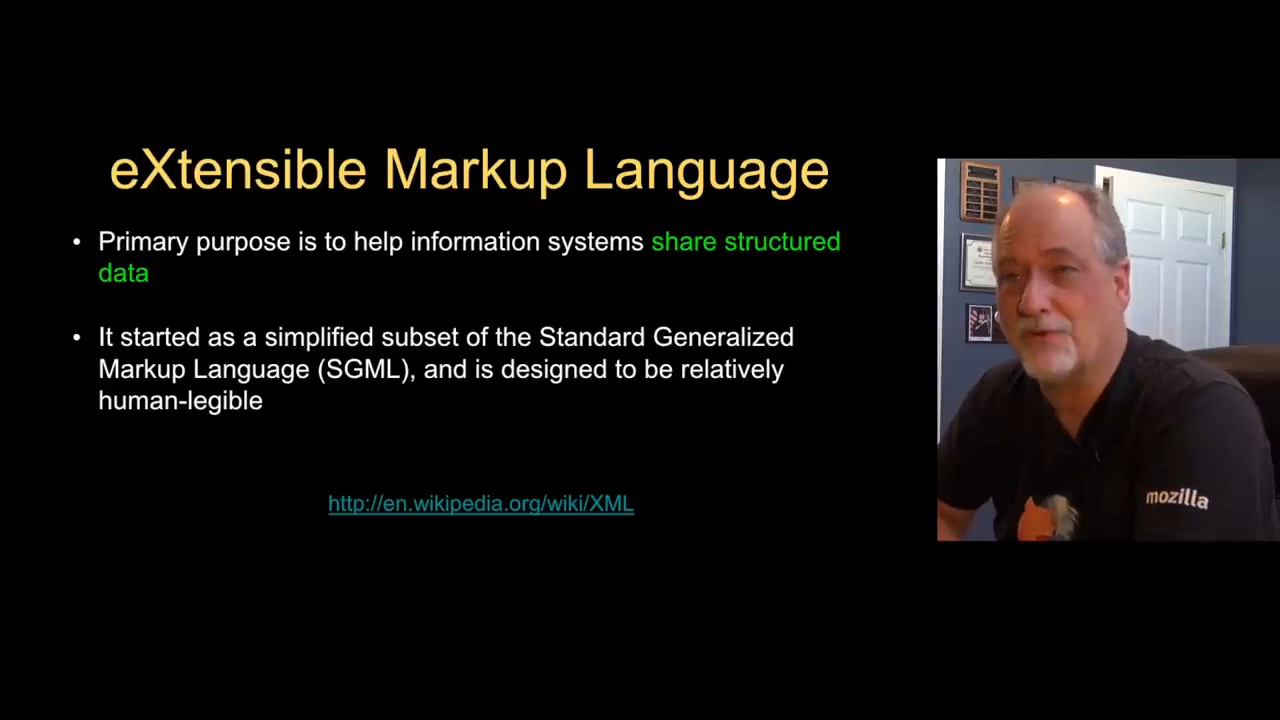 eXtensible Markup Language
• Primary purpose is to help information systems share structured
data
• It started as a simplified subset of the Standard Generalized
Markup Language (SGML), and is designed to be relatively
human-legible
http://en.wikipedia.org/wiki/XML
mozilla